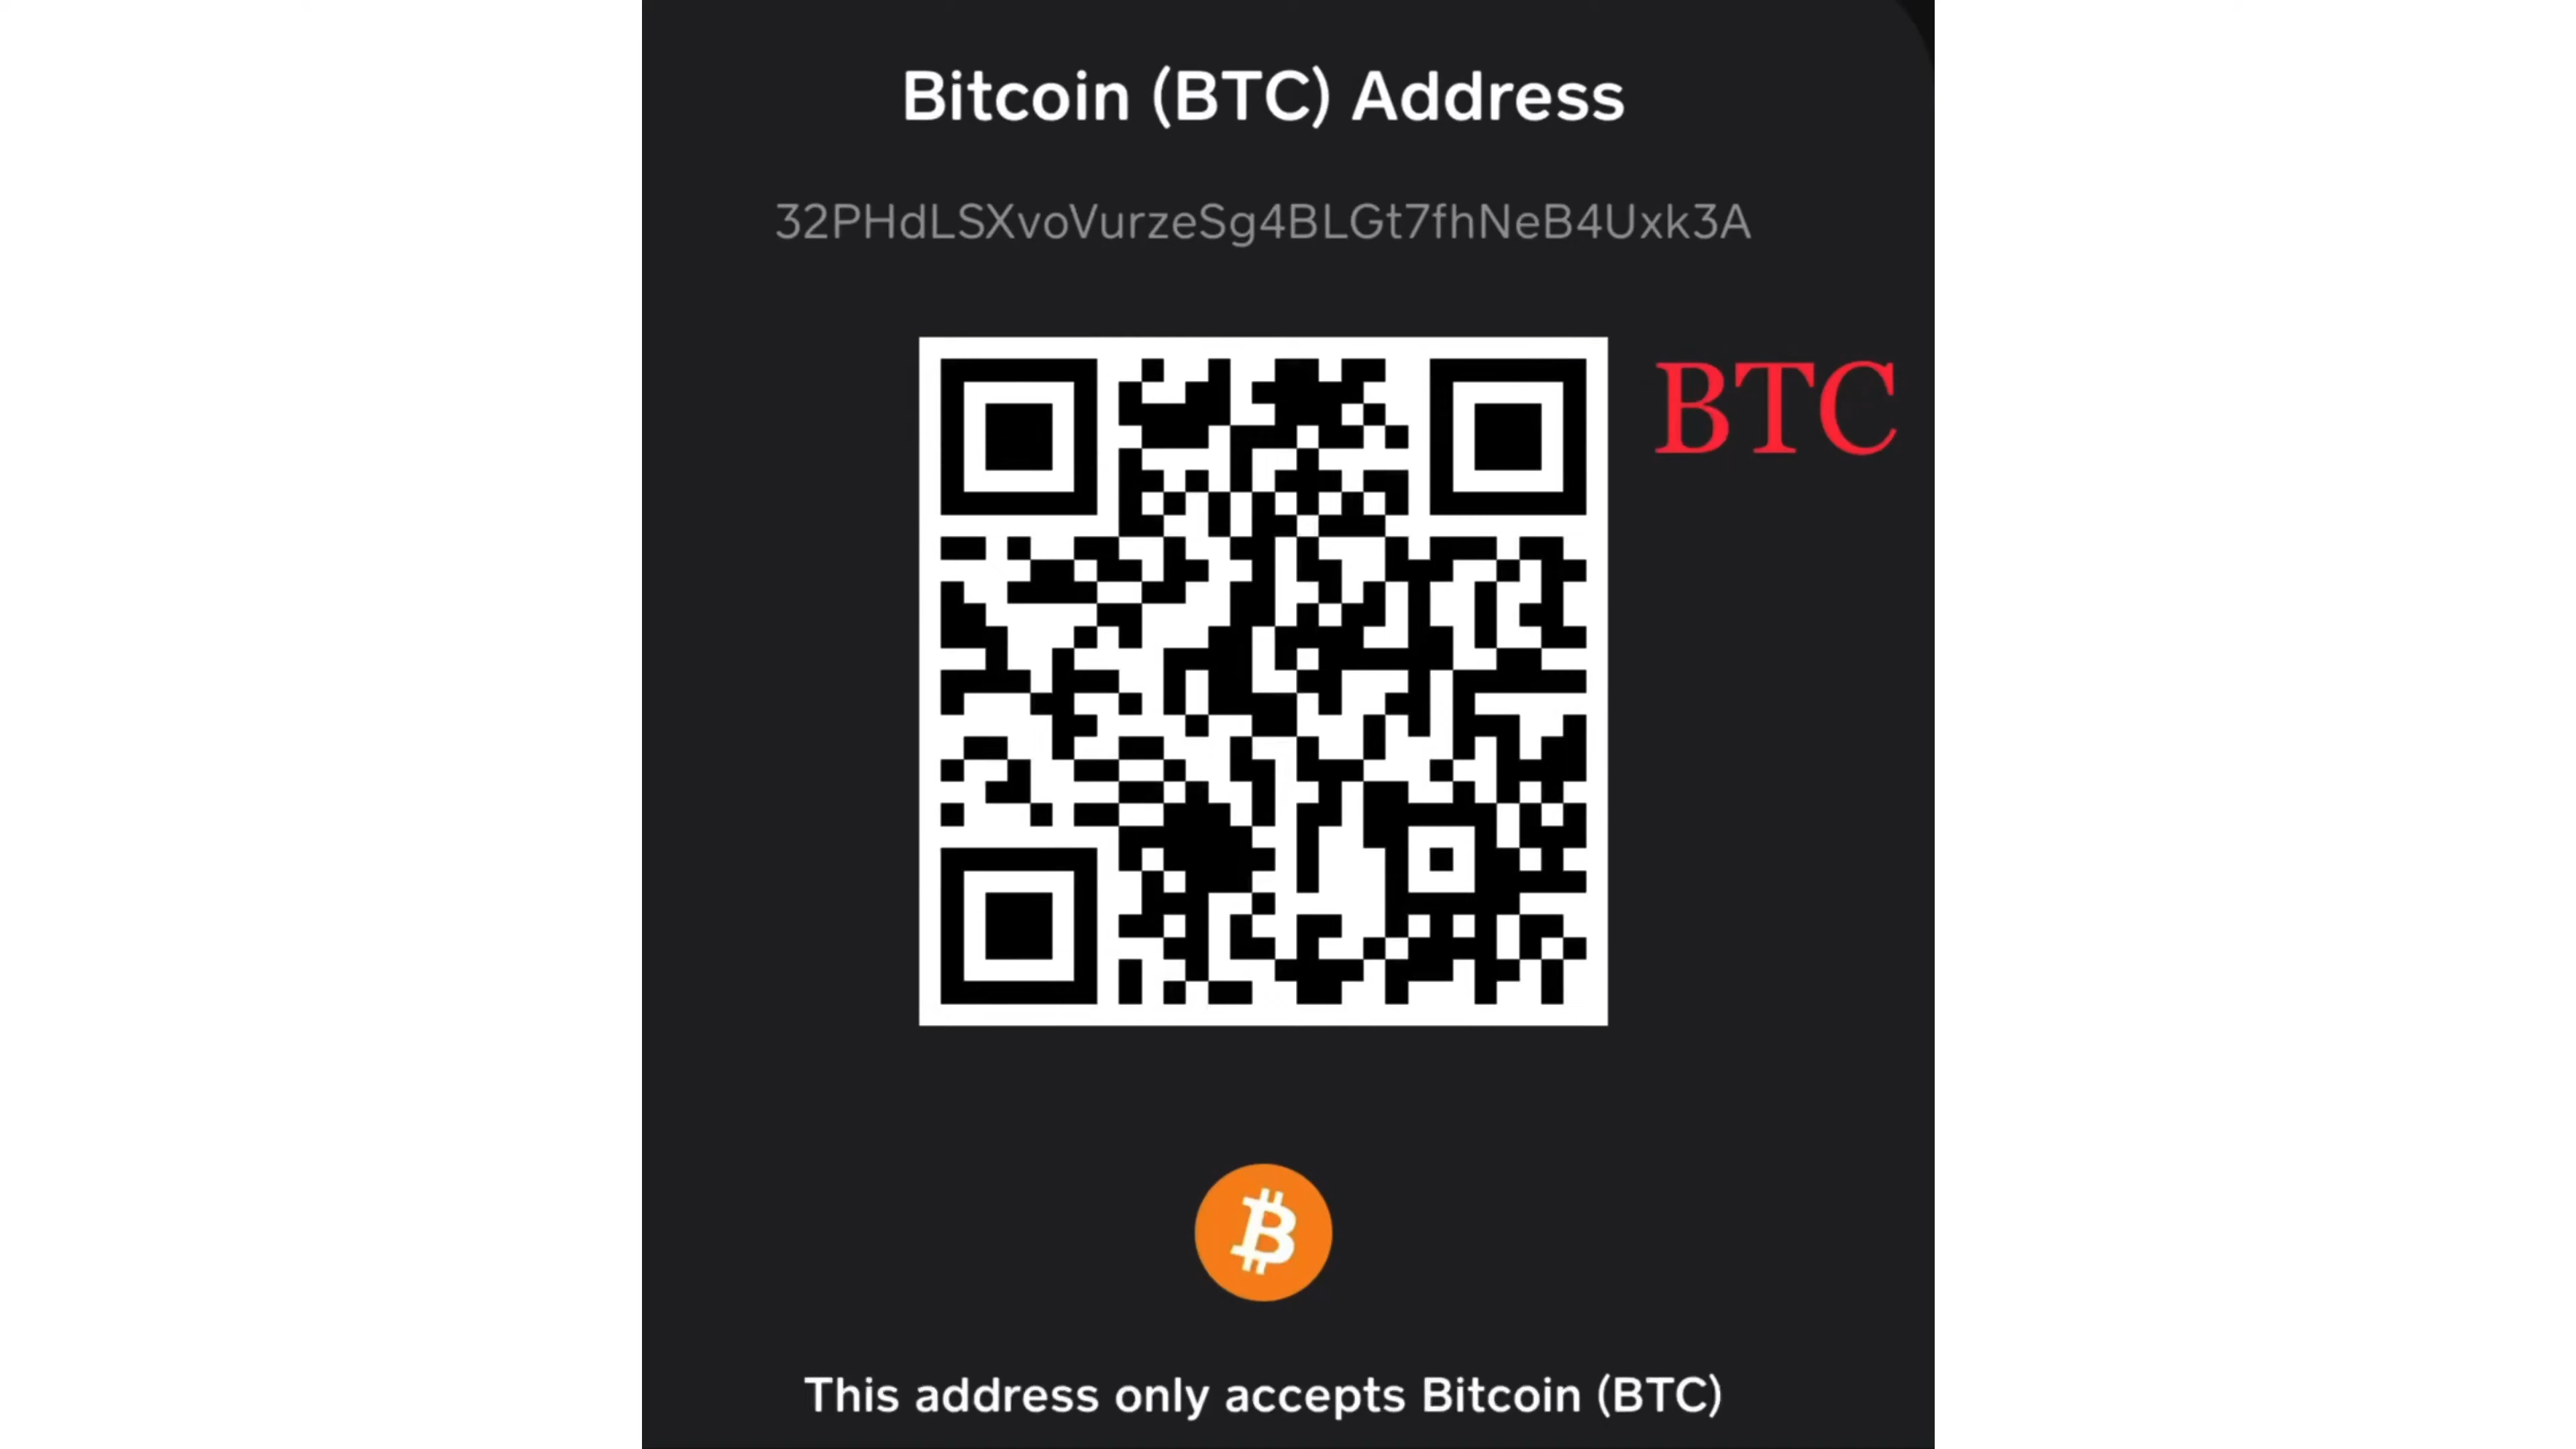 Bitcoin (BTC) Address
32PHdLSXvoVurzeSg4BLGt7fhNeB4Uxk3A
BTC
This address only accepts Bitcoin (BTC)